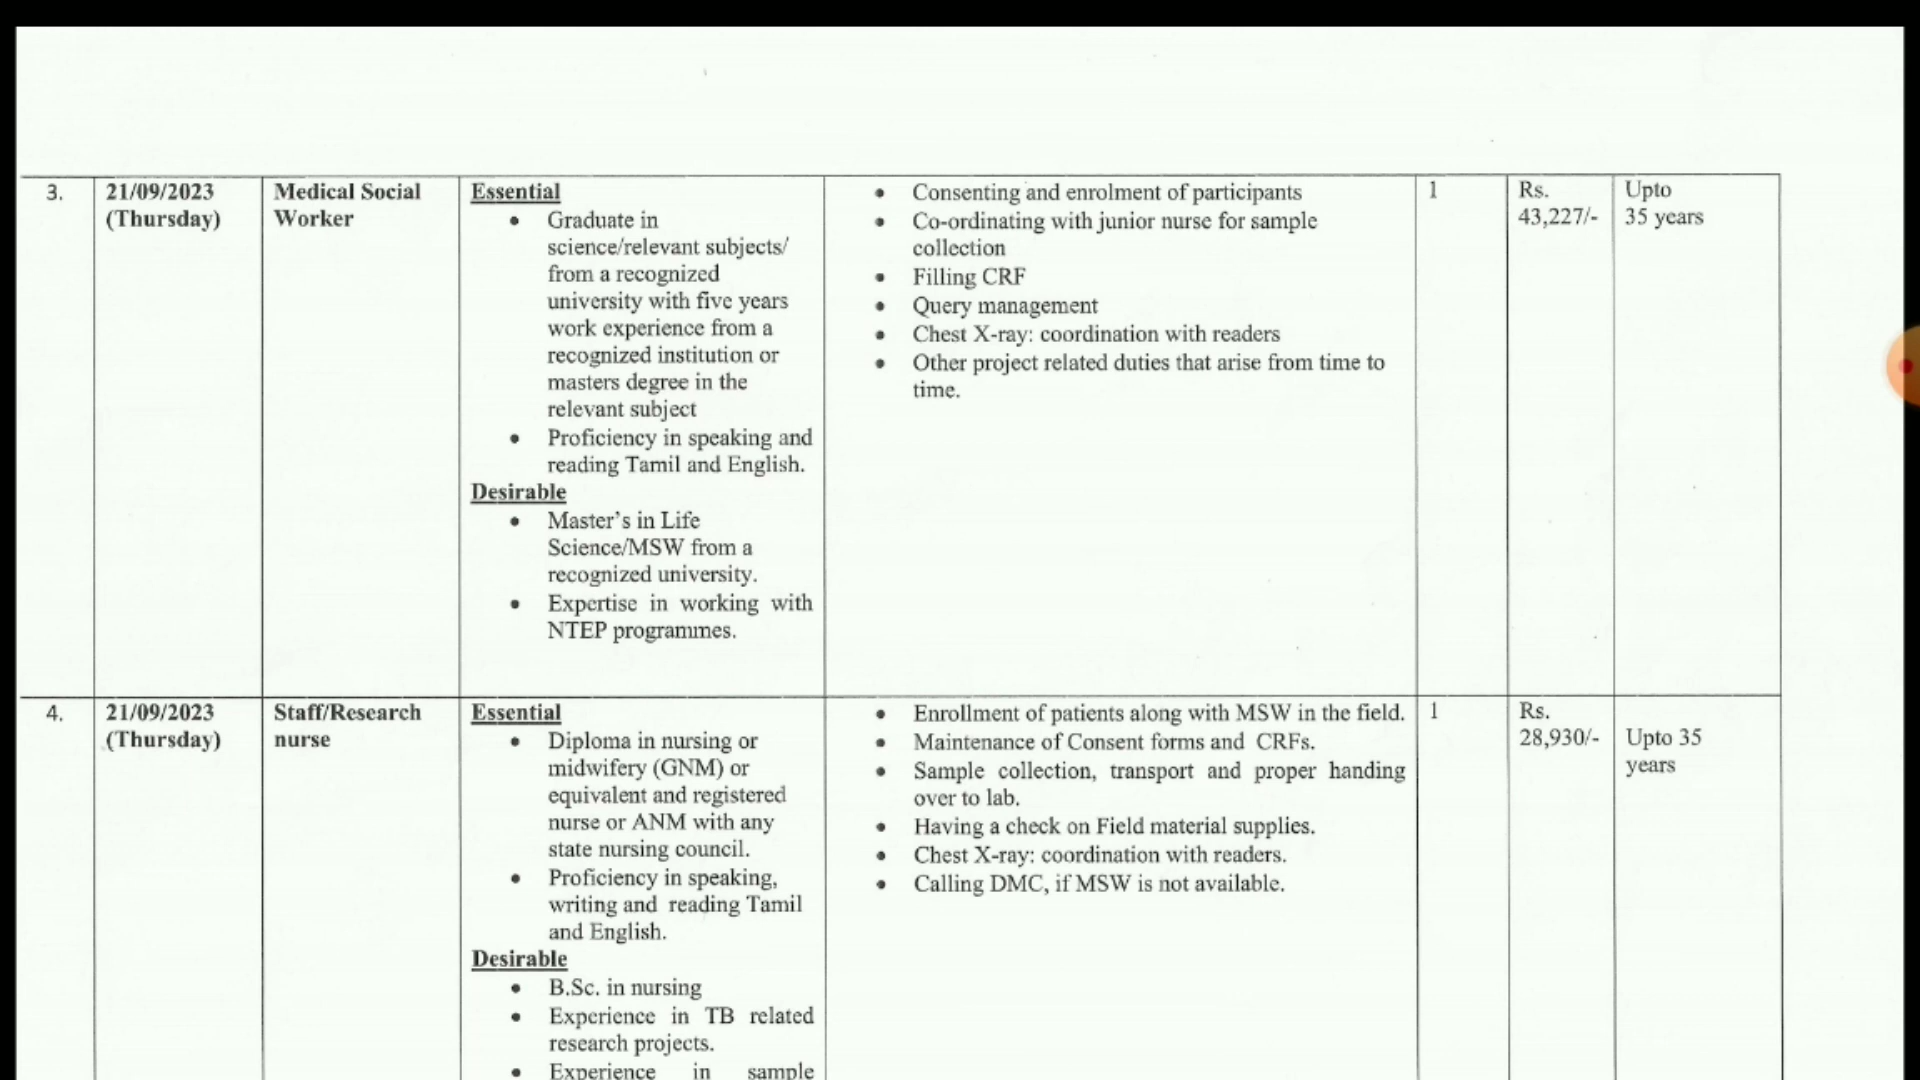 3.
21/09/2023
(Thursday)
Medical Social
Worker
Essential
• Graduate in
science/relevant subjects/
from a recognized
university with five years
work experience from a
recognized institution or
masters degree in the
relevant subject
• Proficiency in speaking and
reading Tamil and English.
Desirable
• Master's in Life
Science/MSW from a
recognized university.
• Expertise in working with
NTEP programmes.
• Consenting and enrolment of participants
• Co-ordinating with junior nurse for sample
collection
• Filling CRF
• Query management
• Chest X-ray: coordination with readers
• Other project related duties that arise from time to
time.
1
Rs.
43,227/-
Upto
35 years
4.
21/09/2023
(Thursday)
Staff/Research
nurse
Essential
• Diploma in nursing or
midwifery (GNM) or
equivalent and registered
nurse or ANM with any
state nursing council.
• Proficiency in speaking,
writing and reading Tamil
and English.
Desirable
• B.Sc. in nursing
• Experience in TB related
research projects.
• Experience in sample
• Enrollment of patients along with MSW in the field.
• Maintenance of Consent forms and CRFs.
• Sample collection, transport and proper handing
over to lab.
• Having a check on Field material supplies.
• Chest X-ray: coordination with readers.
• Calling DMC, if MSW is not available.
1
Rs.
28,930/-
Upto 35
years